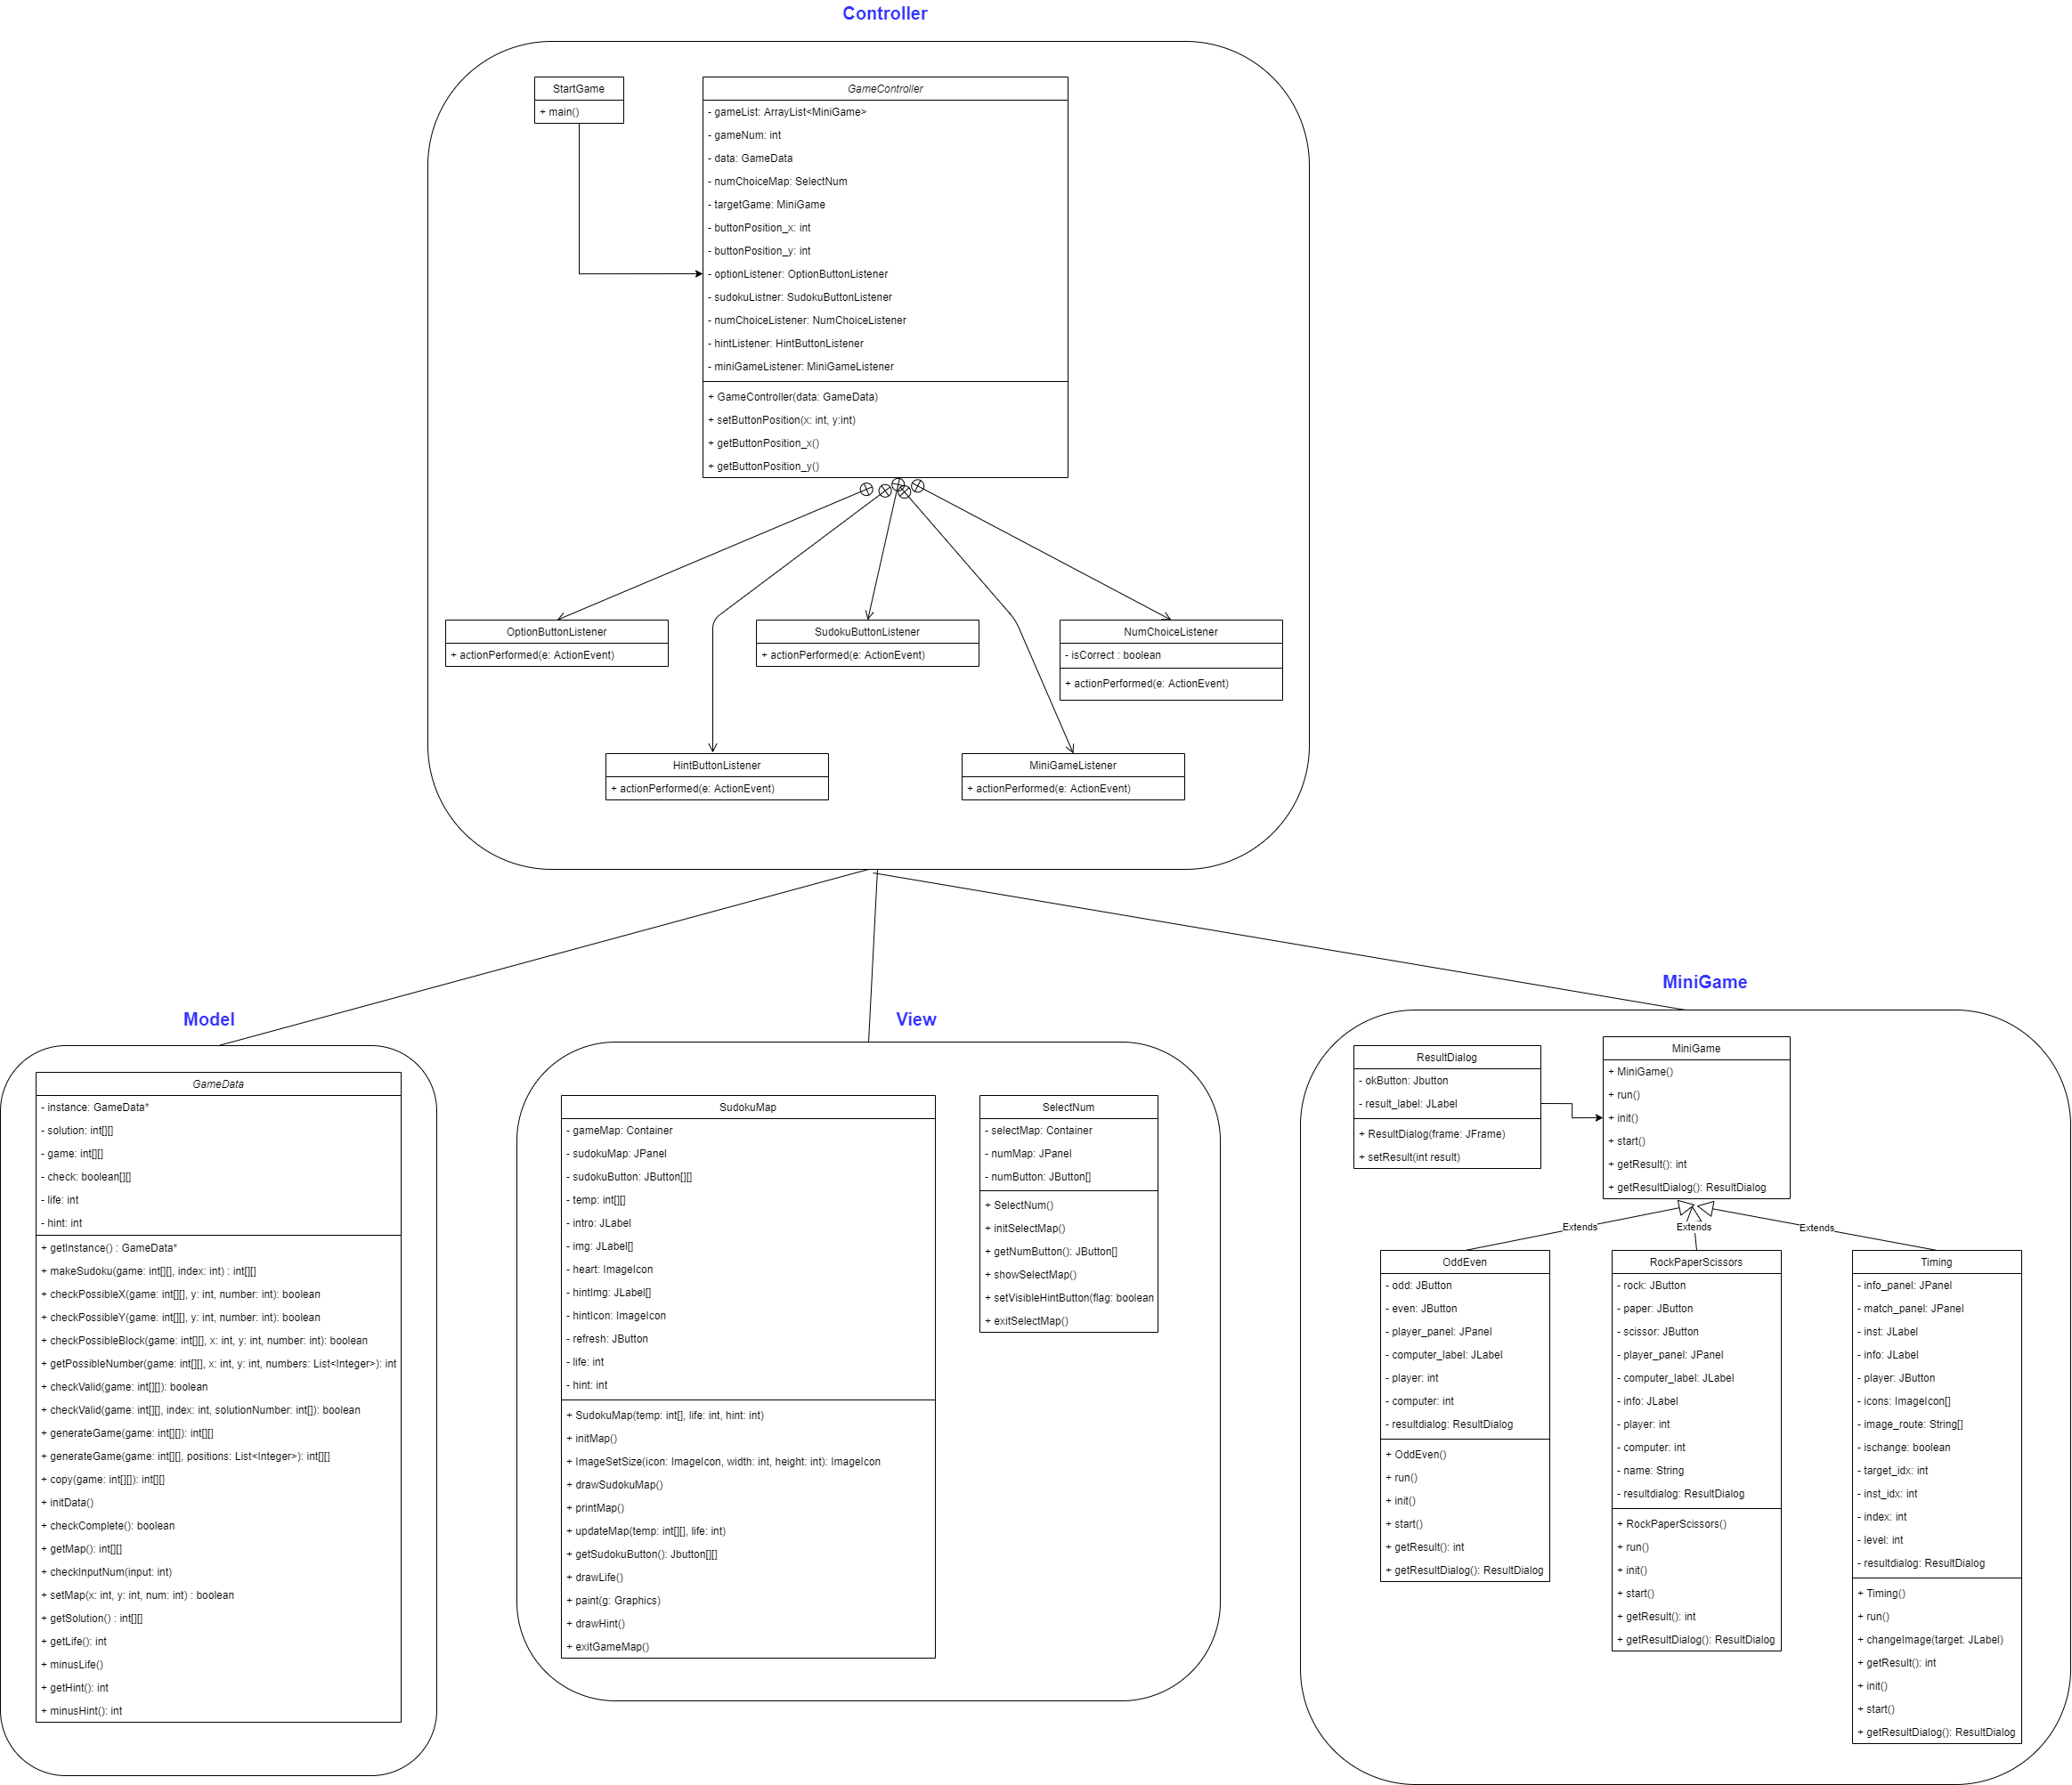 Controller
StartGame
+ main()
GameController
- gameList: ArrayList<MiniGame>
- gameNum: int
- data: GameData
- numChoiceMap: SelectNum
- targetGame: MiniGame
- buttonPosition_x: int
- buttonPosition_y: int
- optionListener: OptionButtonListener
- sudokuListner: SudokuButtonListener
- numChoiceListener: NumChoiceListener
- hintListener: HintButtonListener
- miniGameListener: MiniGameListener
+ GameController(data: GameData)
+ setButtonPosition(x: int, y:int)
+ getButtonPosition_x()
+ getButtonPosition_y()
OptionButtonListener
+ actionPerformed(e: ActionEvent)
SudokuButtonListener
+ actionPerformed(e: ActionEvent)
NumChoiceListener
- isCorrect : boolean
+ actionPerformed(e: ActionEvent)
HintButtonListener
+ actionPerformed(e: ActionEvent)
MiniGameListener
+ actionPerformed(e: ActionEvent)
Model
GameData
- instance: GameData*
- solution: int[][]
- game: int[][]
- check: boolean[][]
- life: int
- hint: int
+ getInstance() : GameData*
+ makeSudoku(game: int[][], index: int) : int[][]
+ checkPossibleX(game: int[][], y: int, number: int): boolean
+ checkPossibleY(game: int[][], y: int, number: int): boolean
+ checkPossibleBlock(game: int[][], x: int, y: int, number: int): boolean
+ getPossibleNumber(game: int[][], x: int, y: int, numbers: List<Integer>): int
+ checkValid(game: int[][]): boolean
+ checkValid(game: int[][], index: int, solutionNumber: int[]): boolean
+ generateGame(game: int[][]): int[][]
+ generateGame(game: int[][], positions: List<Integer>): int[][]
+ copy(game: int[][]): int[][]
+ initData()
+ checkComplete(): boolean
+ getMap(): int[][]
+ checkInputNum(input: int)
+ setMap(x: int, y: int, num: int) : boolean
+ getSolution() : int[][]
+ getLife(): int
+ minusLife()
+ getHint(): int
+ minusHint(): int
View
SudokuMap
- gameMap: Container
- sudokuMap: JPanel
- sudokuButton: JButton[][]
- temp: int[][]
- intro: JLabel
- img: JLabel[]
- heart: ImageIcon
- hintImg: JLabel[]
- hintIcon: ImageIcon
- refresh: JButton
- life: int
- hint: int
+ SudokuMap(temp: int[], life: int, hint: int)
+ initMap()
+ ImageSetSize(icon: ImageIcon, width: int, height: int): ImageIcon
+ drawSudokuMap()
+ printMap()
+ updateMap(temp: int[][], life: int)
+ getSudokuButton(): Jbutton[][]
+ drawLife()
+ paint(g: Graphics)
+ drawHint()
+ exitGameMap()
SelectNum
- selectMap: Container
- numMap: JPanel
- numButton: JButton[]
+ SelectNum()
+ initSelectMap()
+ getNumButton(): JButton[]
+ showSelectMap()
+ setVisibleHintButton(flag: boolean
+ exitSelectMap()
MiniGame
ResultDialog
- okButton: Jbutton
- result_label: JLabel
+ ResultDialog(frame: JFrame)
+ setResult(int result)
MiniGame
+ MiniGame()
+ run()
+ init()
+ start()
+ getResult(): int
+ getResultDialog(): ResultDialog
Extends
Extends
Extends
OddEven
- odd: JButton
- even: JButton
- player_panel: JPanel
- computer_label: JLabel
- player: int
- computer: int
- resultdialog: ResultDialog
+ OddEven()
+ run()
+ init()
+ start()
+ getResult(): int
+ getResultDialog(): ResultDialog
RockPaperScissors
- rock: JButton
- paper: JButton
- scissor: JButton
- player_panel: JPanel
- computer_label: JLabel
- info: JLabel
- player: int
- computer: int
- name: String
- resultdialog: ResultDialog
+ RockPaperScissors()
+ run()
+ init()
+ start()
+ getResult(): int
+ getResultDialog(): ResultDialog
Timing
- info_panel: JPanel
- match_panel: JPanel
- inst: JLabel
- info: JLabel
- player: JButton
- icons: ImageIcon[]
- image_route: String[]
- ischange: boolean
- target_idx: int
- inst_idx: int
- index: int
- level: int
- resultdialog: ResultDialog
+ Timing()
+ run()
+ changeImage(target: JLabel)
+ getResult(): int
+ init()
+ start()
+ getResultDialog(): ResultDialog